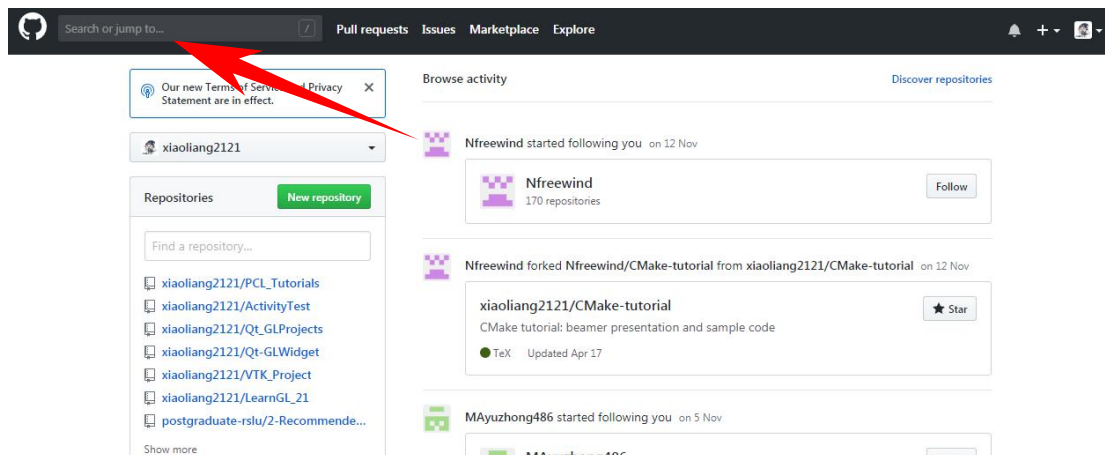 Search or jump to... /
Pull requests Issues Marketplace Explore
Our new Terms of Service and Privacy
Statement are in effect.
xiaoliang2121
Repositories
New repository
Find a repository...
xiaoliang2121/PCL_Tutorials
xiaoliang2121/ActivityTest
xiaoliang2121/Qt_GLProjects
xiaoliang2121/Qt-GLWidget
xiaoliang2121/VTK_Project
xiaoliang2121/LearnGL_21
postgraduate-rslu/2-Recommende...
Show more
Browse activity
Discover repositories
Nfreewind started following you on 12 Nov
Nfreewind
170 repositories
Follow
Nfreewind forked Nfreewind/CMake-tutorial from xiaoliang2121/CMake-tutorial on 12 Nov
xiaoliang2121/CMake-tutorial
Star
CMake tutorial: beamer presentation and sample code
TeX Updated Apr 17
MAyuzhong486 started following you on 5 Nov
MAyuzhong486